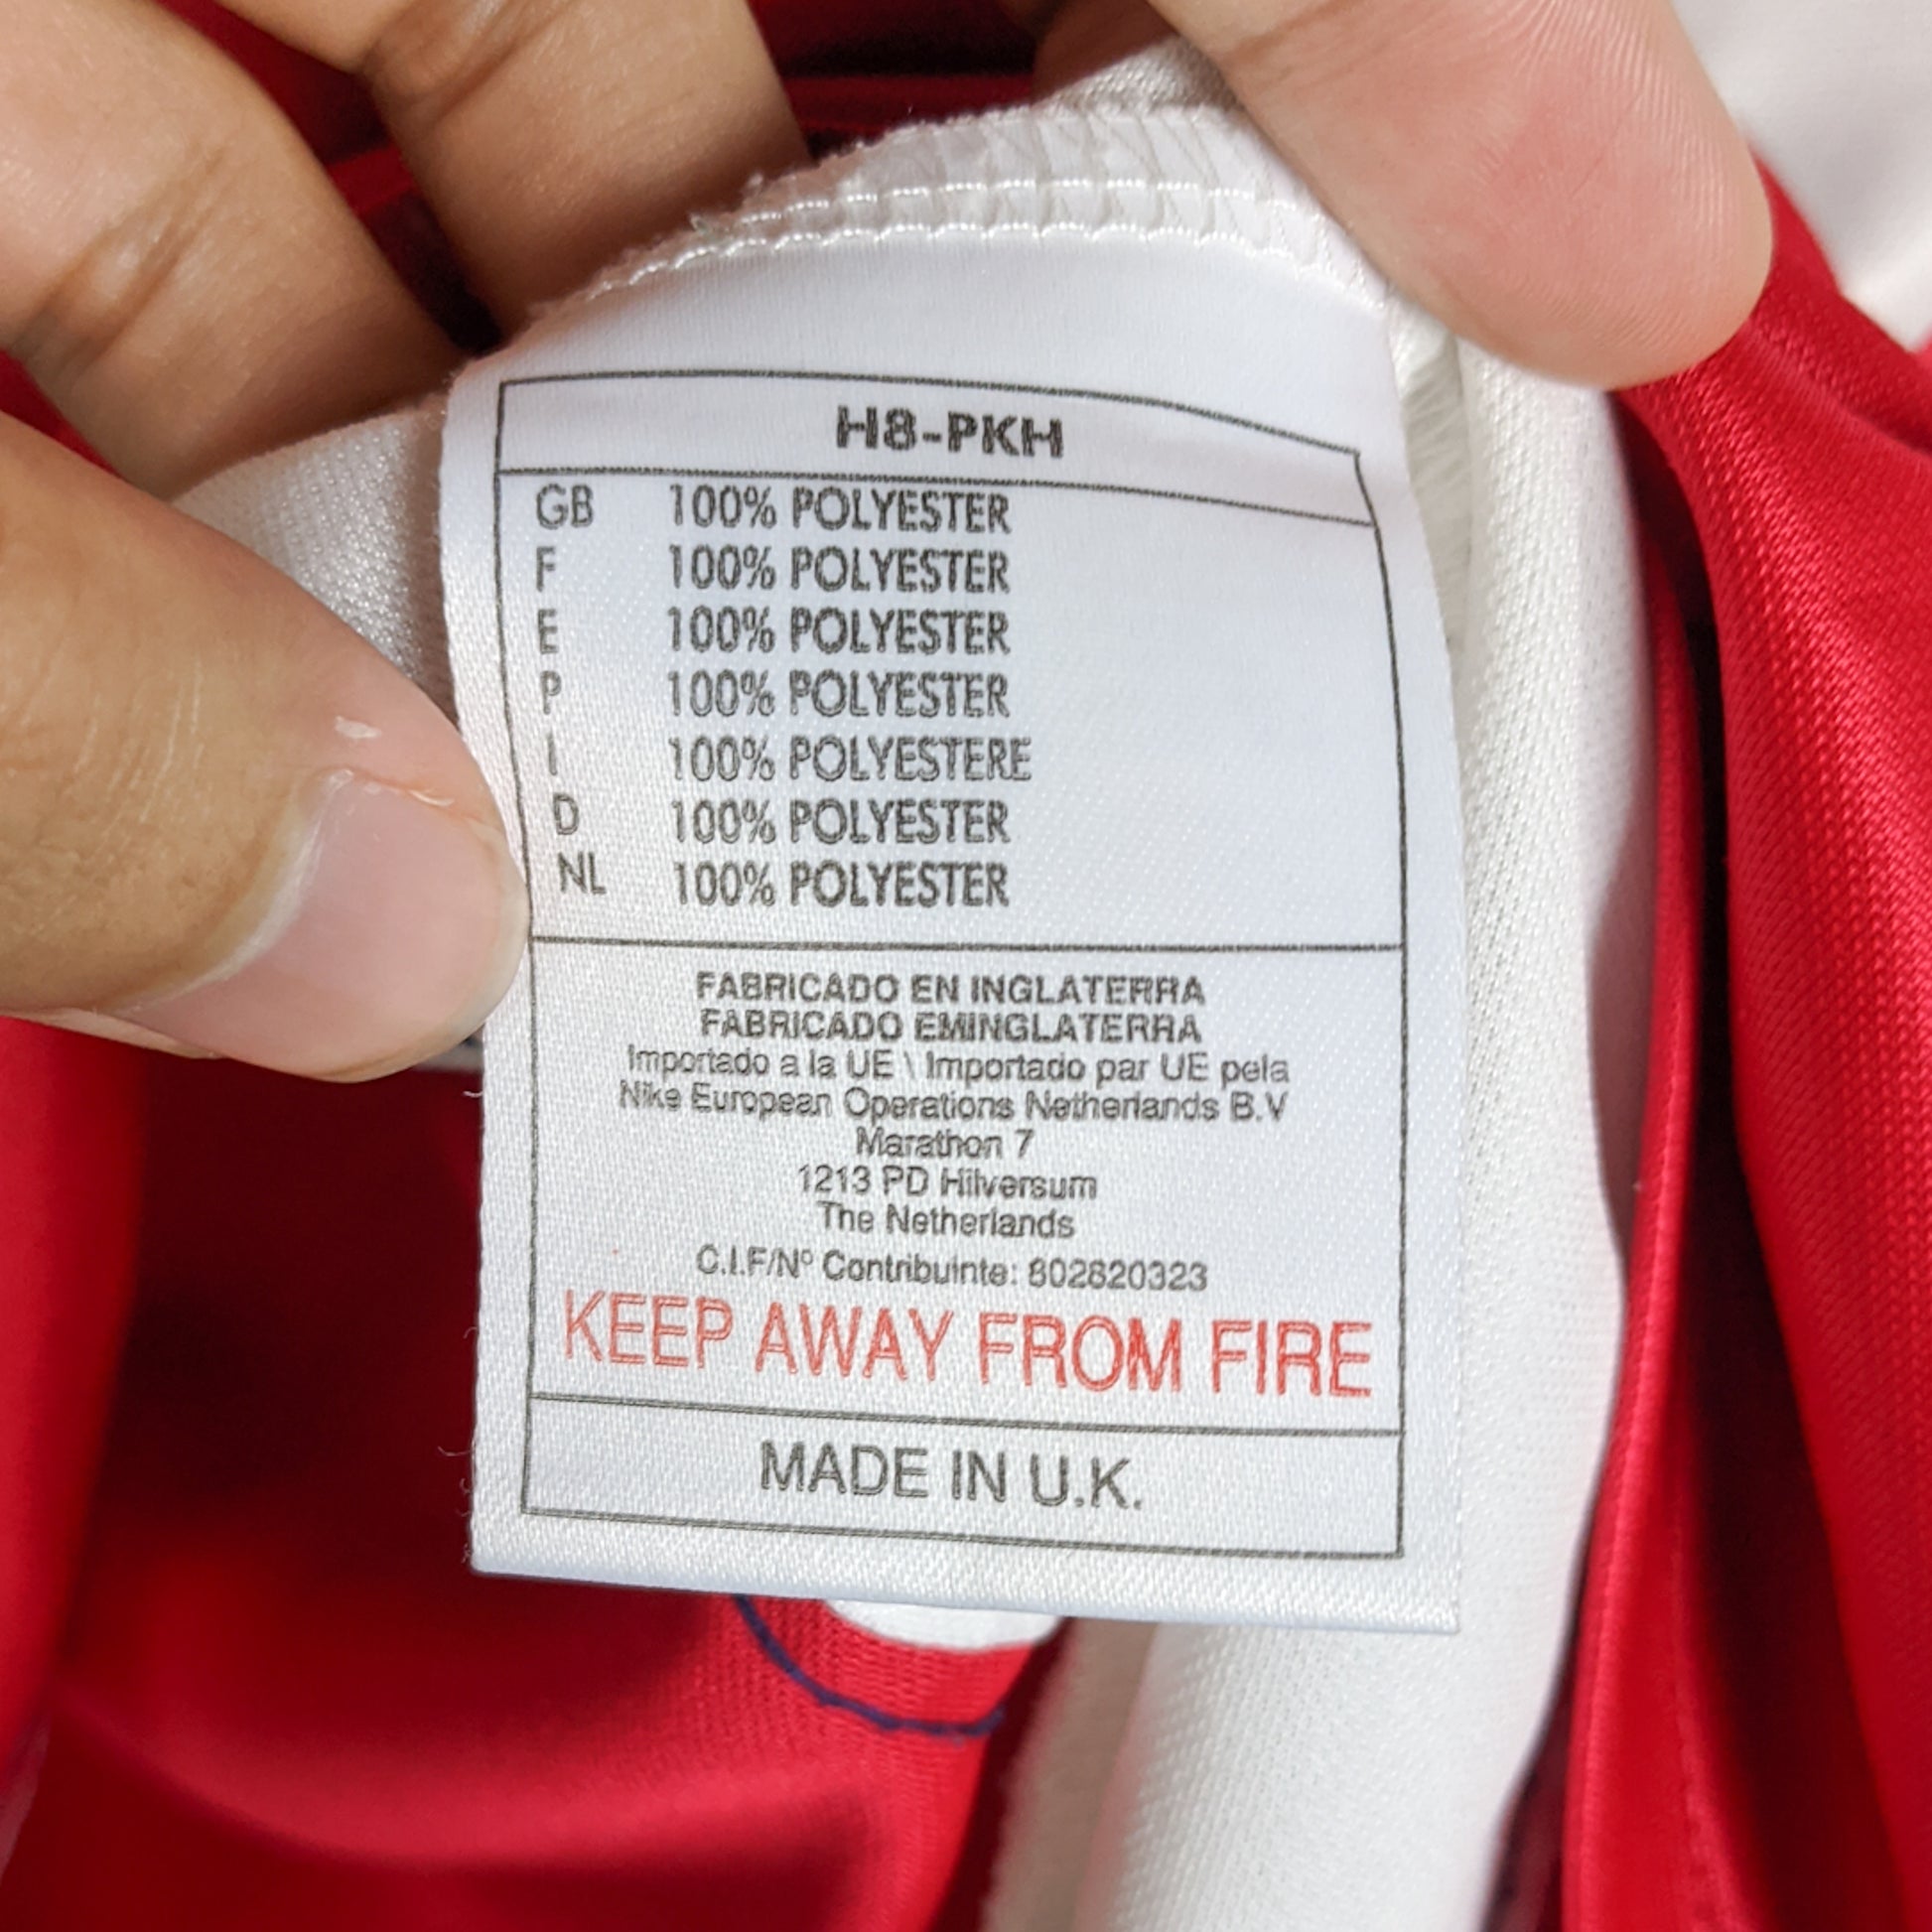 H8-PKH
GB 100% POLYESTER
F 100% POLYESTER
E 100% POLYESTER
P 100% POLYESTER
I 100% POLYESTERE
D 100% POLYESTER
NL 100% POLYESTER
FABRICADO EN INGLATERRA
FABRICADO EMINGLATERRA
Importado a la UE \ Importado par UE pela
Nike European Operations Netherlands B.V
Marathon 7
1213 PD Hilversum
The Netherlands
C.I.F/Nº Contribuinte: 802820323
KEEP AWAY FROM FIRE
MADE IN U.K.